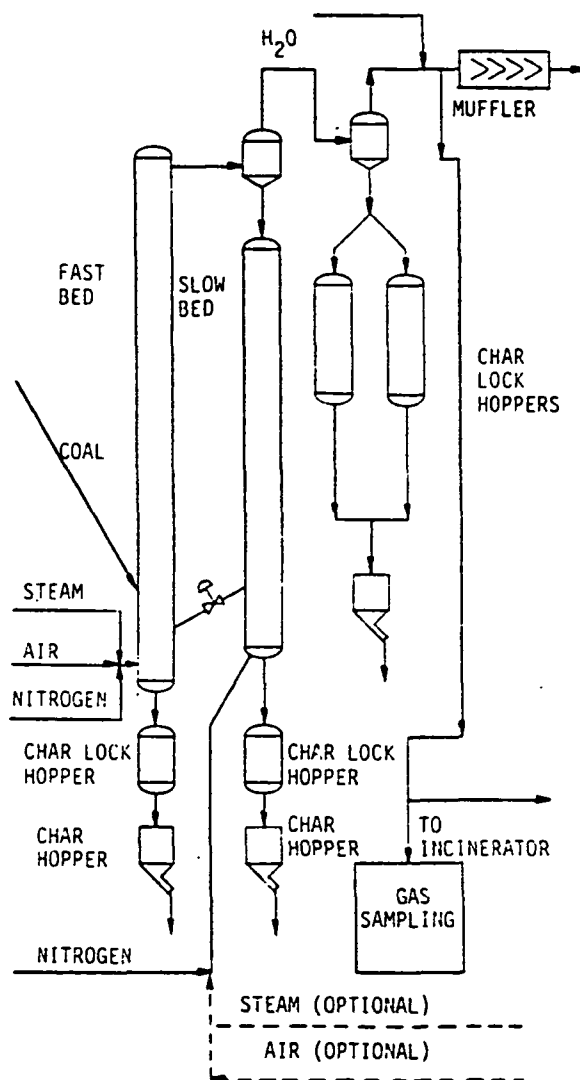 H₂O
MUFFLER
FAST
BED
SLOW
BED
CHAR
LOCK
HOPPERS
COAL
STEAM
AIR
NITROGEN
CHAR LOCK
HOPPER
CHAR LOCK
HOPPER
CHAR
HOPPER
CHAR
HOPPER
TO
INCINERATOR
GAS
SAMPLING
NITROGEN
STEAM (OPTIONAL)
AIR (OPTIONAL)